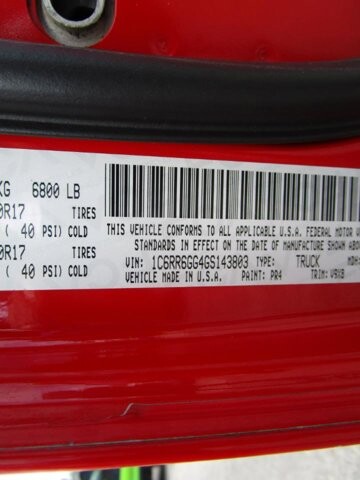 KG 6800 LB
0R17 TIRES
( 40 PSI) COLD
0R17 TIRES
( 40 PSI) COLD
THIS VEHICLE CONFORMS TO ALL APPLICABLE U.S.A. FEDERAL MOTOR
STANDARDS IN EFFECT ON THE DATE OF MANUFACTURE SHOWN ABO
VIN: 1C6RR6GG4GS143803 TYPE: TRUCK MDH:
VEHICLE MADE IN U.S.A. PAINT: PR4 TRIM: